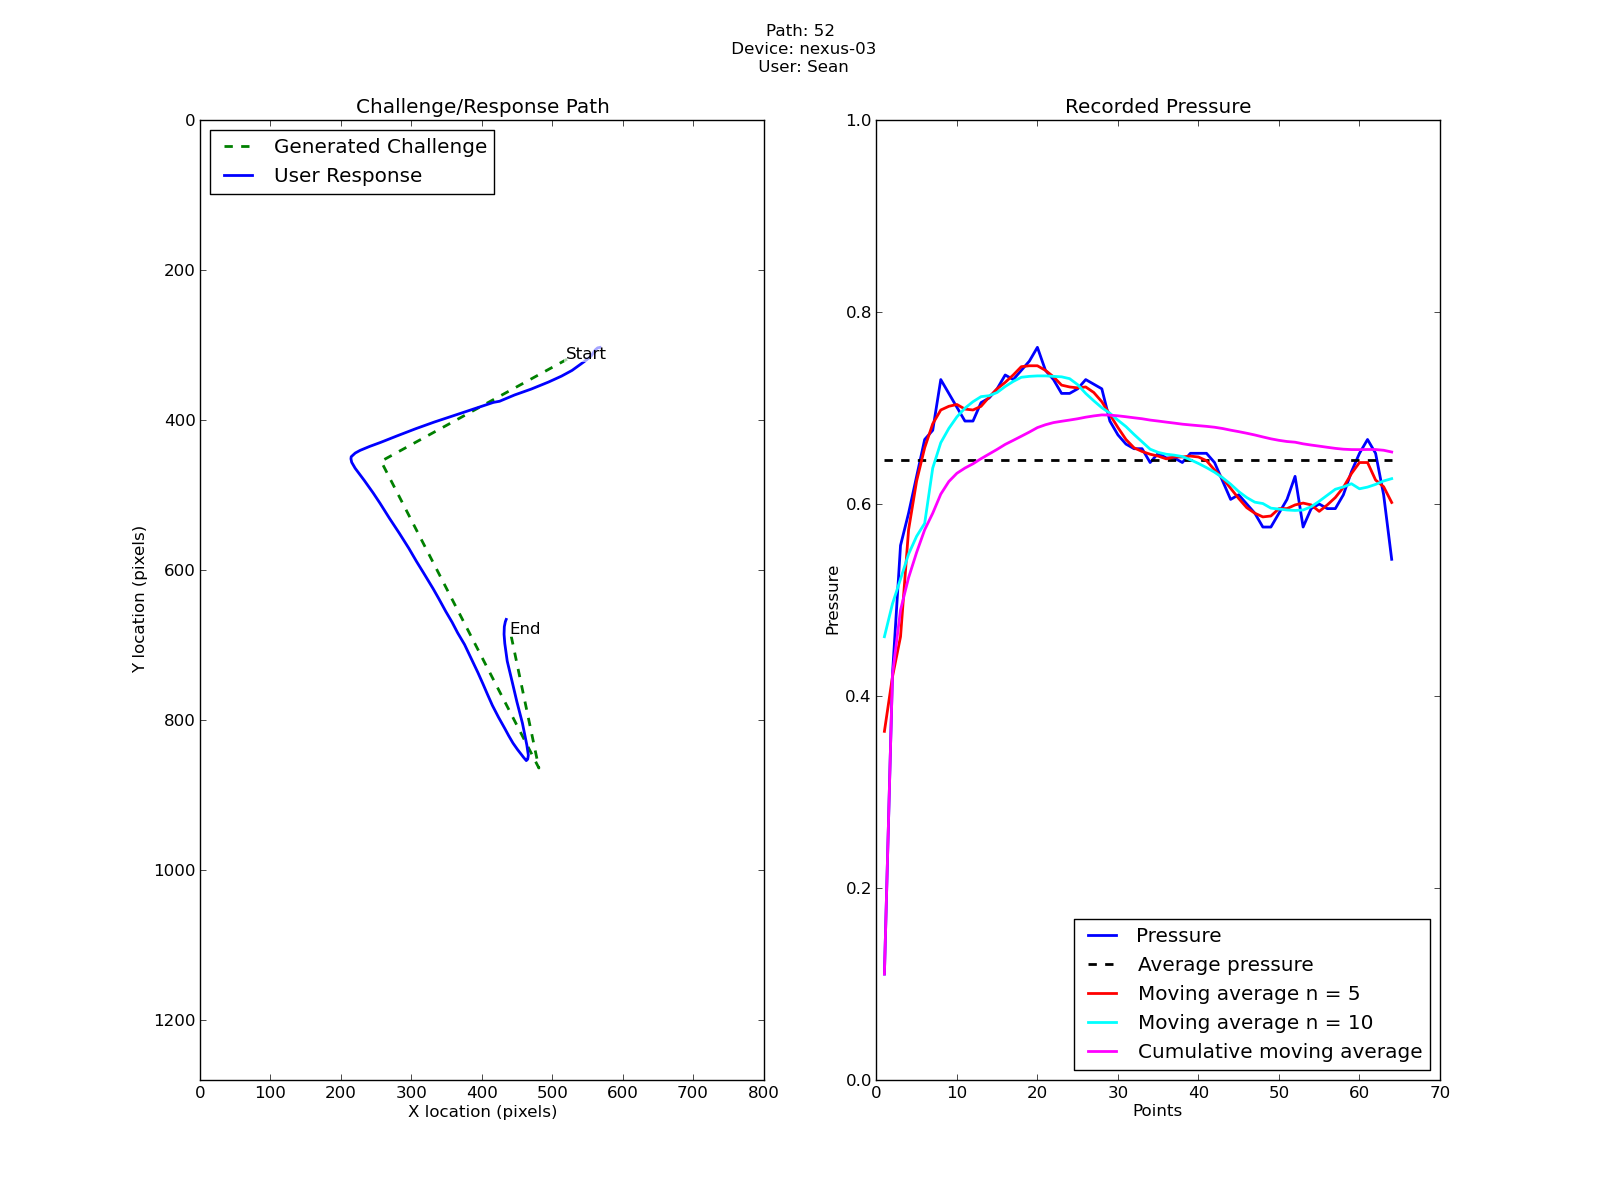 Path: 52
Device: nexus-03
User: Sean
Challenge/Response Path
Generated Challenge
User Response
Start
End
0
200
400
600
800
1000
1200
Y location (pixels)
0 100 200 300 400 500 600 700 800
X location (pixels)
Recorded Pressure
1.0
0.8
0.6
0.4
0.2
0.0
Pressure
Pressure
Average pressure
Moving average n = 5
Moving average n = 10
Cumulative moving average
0 10 20 30 40 50 60 70
Points